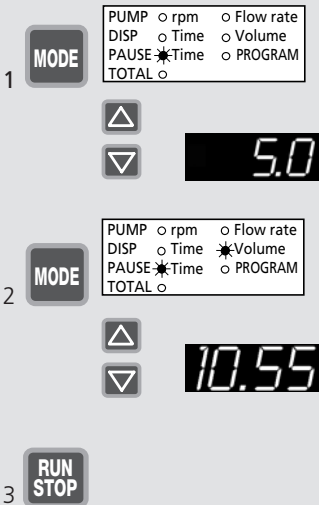 1 MODE
PUMP rpm Flow rate
DISP Time Volume
PAUSE Time PROGRAM
TOTAL
5.0
2 MODE
PUMP rpm Flow rate
DISP Time Volume
PAUSE Time PROGRAM
TOTAL
10.55
3 RUN
STOP